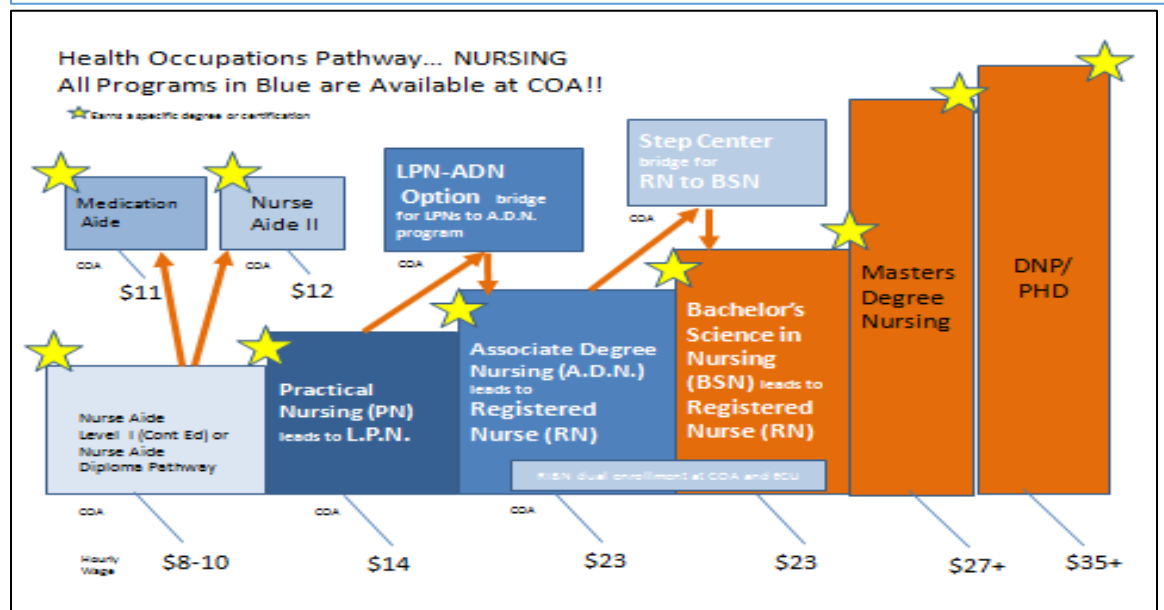 Health Occupations Pathway... NURSING
All Programs in Blue are Available at COA!!
Earns a specific degree or certification
Medication
Aide
COA
$11
Nurse
Aide II
COA
$12
LPN-ADN
Option bridge
for LPNs to A.D.N.
program
COA
Step Center
bridge for
RN to BSN
COA
Nurse Aide
Level I (Cont Ed) or
Nurse Aide
Diploma Pathway
COA
Practical
Nursing (PN)
leads to L.P.N.
COA
Associate Degree
Nursing (A.D.N.)
leads to
Registered
Nurse (RN)
COA
Bachelor's
Science in
Nursing
(BSN) leads to
Registered
Nurse (RN)
RIBN dual enrollment at COA and ECU
Masters
Degree
Nursing
DNP/
PHD
Hourly
Wage
$8-10
$14
$23
$23
$27+
$35+